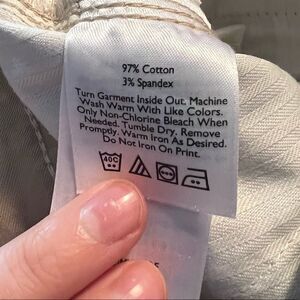 97% Cotton
3% Spandex
Turn Garment Inside Out. Machine
Wash Warm With Like Colors.
Only Non-Chlorine Bleach When
Needed. Tumble Dry. Remove
Promptly. Warm Iron As Desired.
Do Not Iron On Print.
40C